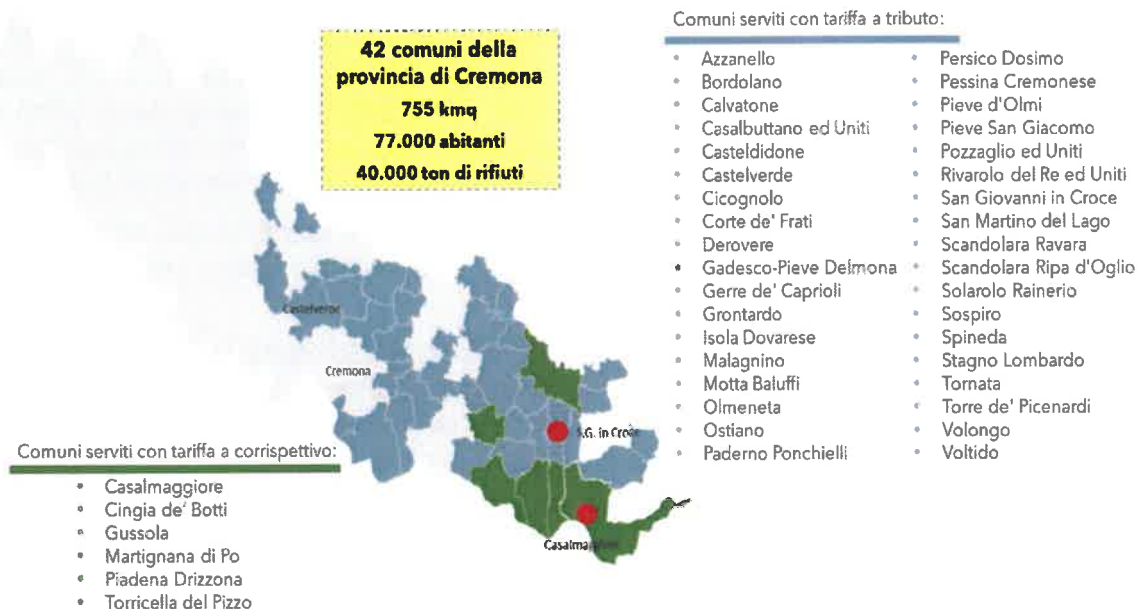 42 comuni della
provincia di Cremona
755 kmq
77.000 abitanti
40.000 ton di rifiuti
Comuni serviti con tariffa a tributo:
Azzanello
Bordolano
Calvatone
Casalbuttano ed Uniti
Casteldidone
Castelverde
Cicognolo
Corte de' Frati
Derovere
Gadesco-Pieve Delmona
Gerre de' Caprioli
Grontardo
Isola Dovarese
Malagnino
Motta Baluffi
Olmeneta
Ostiano
Paderno Ponchielli
Persico Dosimo
Pessina Cremonese
Pieve d'Olmi
Pieve San Giacomo
Pozzaglio ed Uniti
Rivarolo del Re ed Uniti
San Giovanni in Croce
San Martino del Lago
Scandolara Ravara
Scandolara Ripa d'Oglio
Solarolo Rainerio
Sospiro
Spineda
Stagno Lombardo
Tornata
Torre de' Picenardi
Volongo
Voltido
Castelverde
Cremona
S.G. in Croce
Casalmaggiore
Comuni serviti con tariffa a corrispettivo:
Casalmaggiore
Cingia de' Botti
Gussola
Martignana di Po
Piadena Drizzona
Torricella del Pizzo